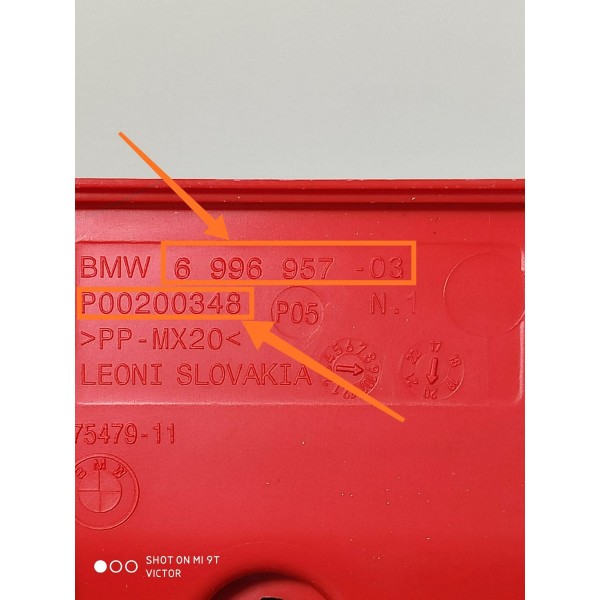 BMW 6 996 957 -03
P00200348 P05 N.1
>PP-MX20<
LEONI SLOVAKIA
75479-11
BMW
SHOT ON MI 9T
VICTOR